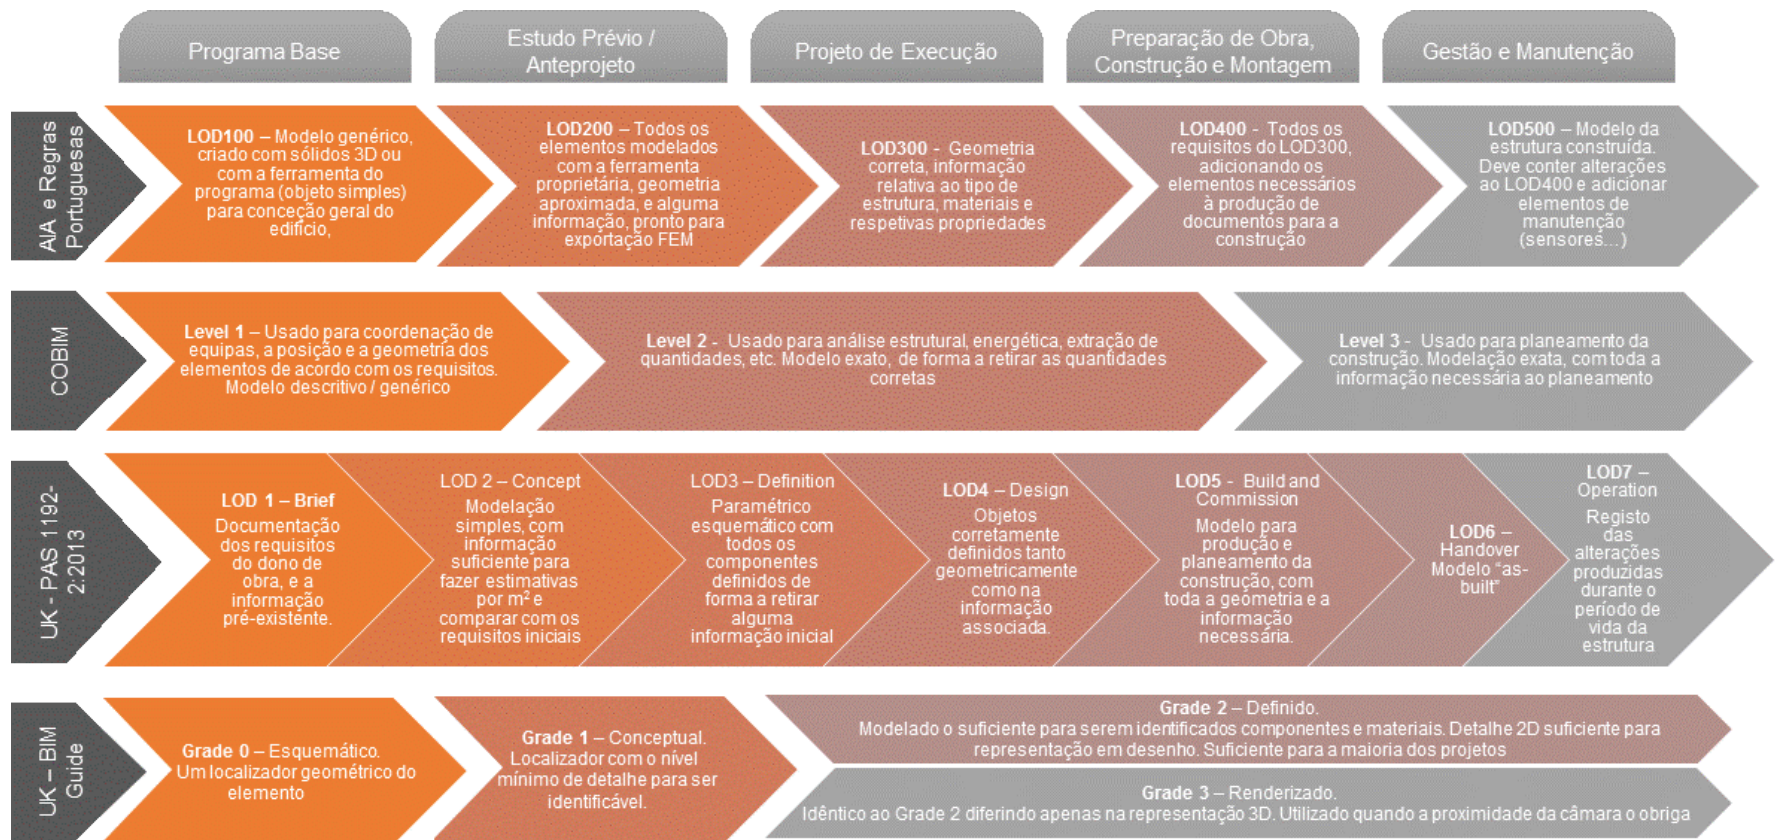 Programa Base
Estudo Prévio /
Anteprojeto
Projeto de Execução
Preparação de Obra,
Construção e Montagem
Gestão e Manutenção
AIA e Regras
Portuguesas
LOD100 – Modelo genérico,
criado com sólidos 3D ou
com a ferramenta do
programa (objeto simples)
para conceção geral do
edifício,
LOD200 – Todos os
elementos modelados
com a ferramenta
proprietária, geometria
aproximada, e alguma
informação, pronto para
exportação FEM
LOD300 - Geometria
correta, informação
relativa ao tipo de
estrutura, materiais e
respetivas propriedades
LOD400 - Todos os
requisitos do LOD300,
adicionando os
elementos necessários
à produção de
documentos para a
construção
LOD500 – Modelo da
estrutura construída.
Deve conter alterações
ao LOD400 e adicionar
elementos de
manutenção
(sensores...)
COBIM
Level 1 – Usado para coordenação de
equipas, a posição e a geometria dos
elementos de acordo com os requisitos.
Modelo descritivo / genérico
Level 2 - Usado para análise estrutural, energética, extração de
quantidades, etc. Modelo exato, de forma a retirar as quantidades
corretas
Level 3 - Usado para planeamento da
construção. Modelação exata, com toda a
informação necessária ao planeamento
UK - PAS 1192-
2:2013
LOD 1 – Brief
Documentação
dos requisitos
do dono de
obra, e a
informação
pré-existente.
LOD 2 – Concept
Modelação
simples, com
informação
suficiente para
fazer estimativas
por m² e
comparar com os
requisitos iniciais
LOD3 – Definition
Paramétrico
esquemático com
todos os
componentes
definidos de
forma a retirar
alguma
informação inicial
LOD4 – Design
Objetos
corretamente
definidos tanto
geometricamente
como na
informação
associada.
LOD5 - Build and
Commission
Modelo para
produção e
planeamento da
construção, com
toda a geometria e a
informação
necessária.
LOD6 –
Handover
Modelo “as-
built”
LOD7 –
Operation
Registo
das
alterações
produzidas
durante o
período de
vida da
estrutura
UK – BIM
Guide
Grade 0 – Esquemático.
Um localizador geométrico do
elemento
Grade 1 – Conceptual.
Localizador com o nível
mínimo de detalhe para ser
identificável.
Grade 2 – Definido.
Modelado o suficiente para serem identificados componentes e materiais. Detalhe 2D suficiente para
representação em desenho. Suficiente para a maioria dos projetos
Grade 3 – Renderizado.
Idêntico ao Grade 2 diferindo apenas na representação 3D. Utilizado quando a proximidade da câmara o obriga